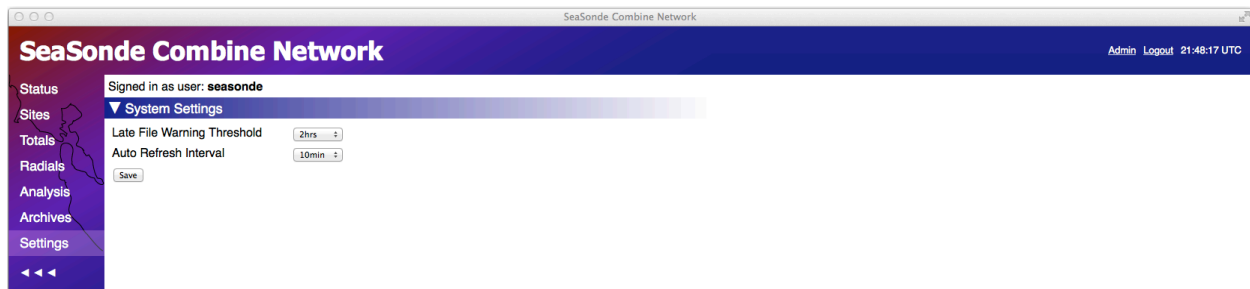 SeaSonde Combine Network
SeaSonde Combine Network
Admin Logout 21:48:17 UTC
Status
Sites
Totals
Radials
Analysis
Archives
Settings
Signed in as user: seasonde
▼ System Settings
Late File Warning Threshold 2hrs
Auto Refresh Interval 10min
Save